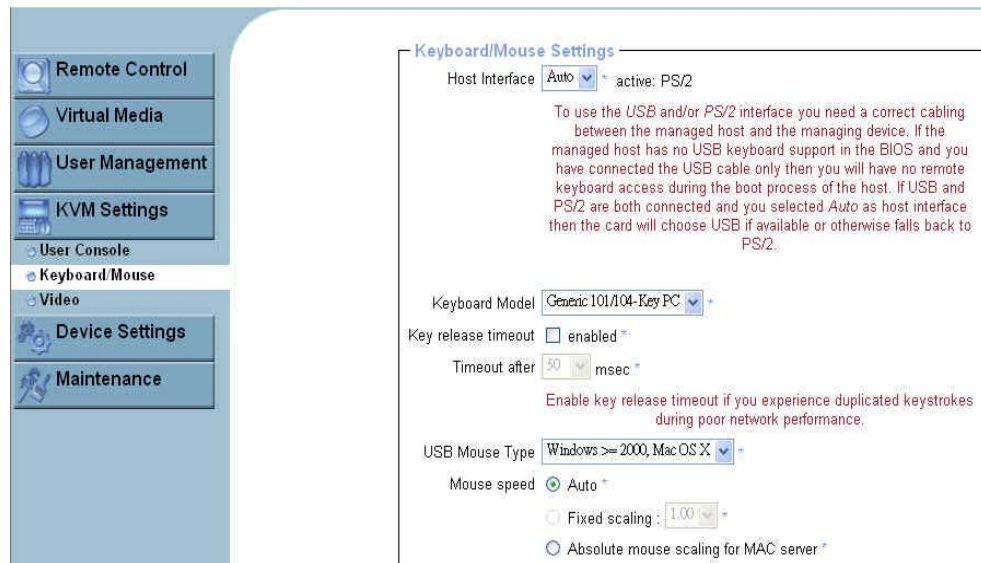 Remote Control
Virtual Media
User Management
KVM Settings
User Console
Keyboard/Mouse
Video
Device Settings
Maintenance
Keyboard/Mouse Settings
Host Interface Auto * active: PS/2
To use the USB and/or PS/2 interface you need a correct cabling
between the managed host and the managing device. If the
managed host has no USB keyboard support in the BIOS and you
have connected the USB cable only then you will have no remote
keyboard access during the boot process of the host. If USB and
PS/2 are both connected and you selected Auto as host interface
then the card will choose USB if available or otherwise falls back to
PS/2.
Keyboard Model Generic 101/104-Key PC *
Key release timeout enabled *
Timeout after 50 msec *
Enable key release timeout if you experience duplicated keystrokes
during poor network performance.
USB Mouse Type Windows >= 2000, Mac OS X *
Mouse speed Auto *
Fixed scaling : 1.00 *
Absolute mouse scaling for MAC server *